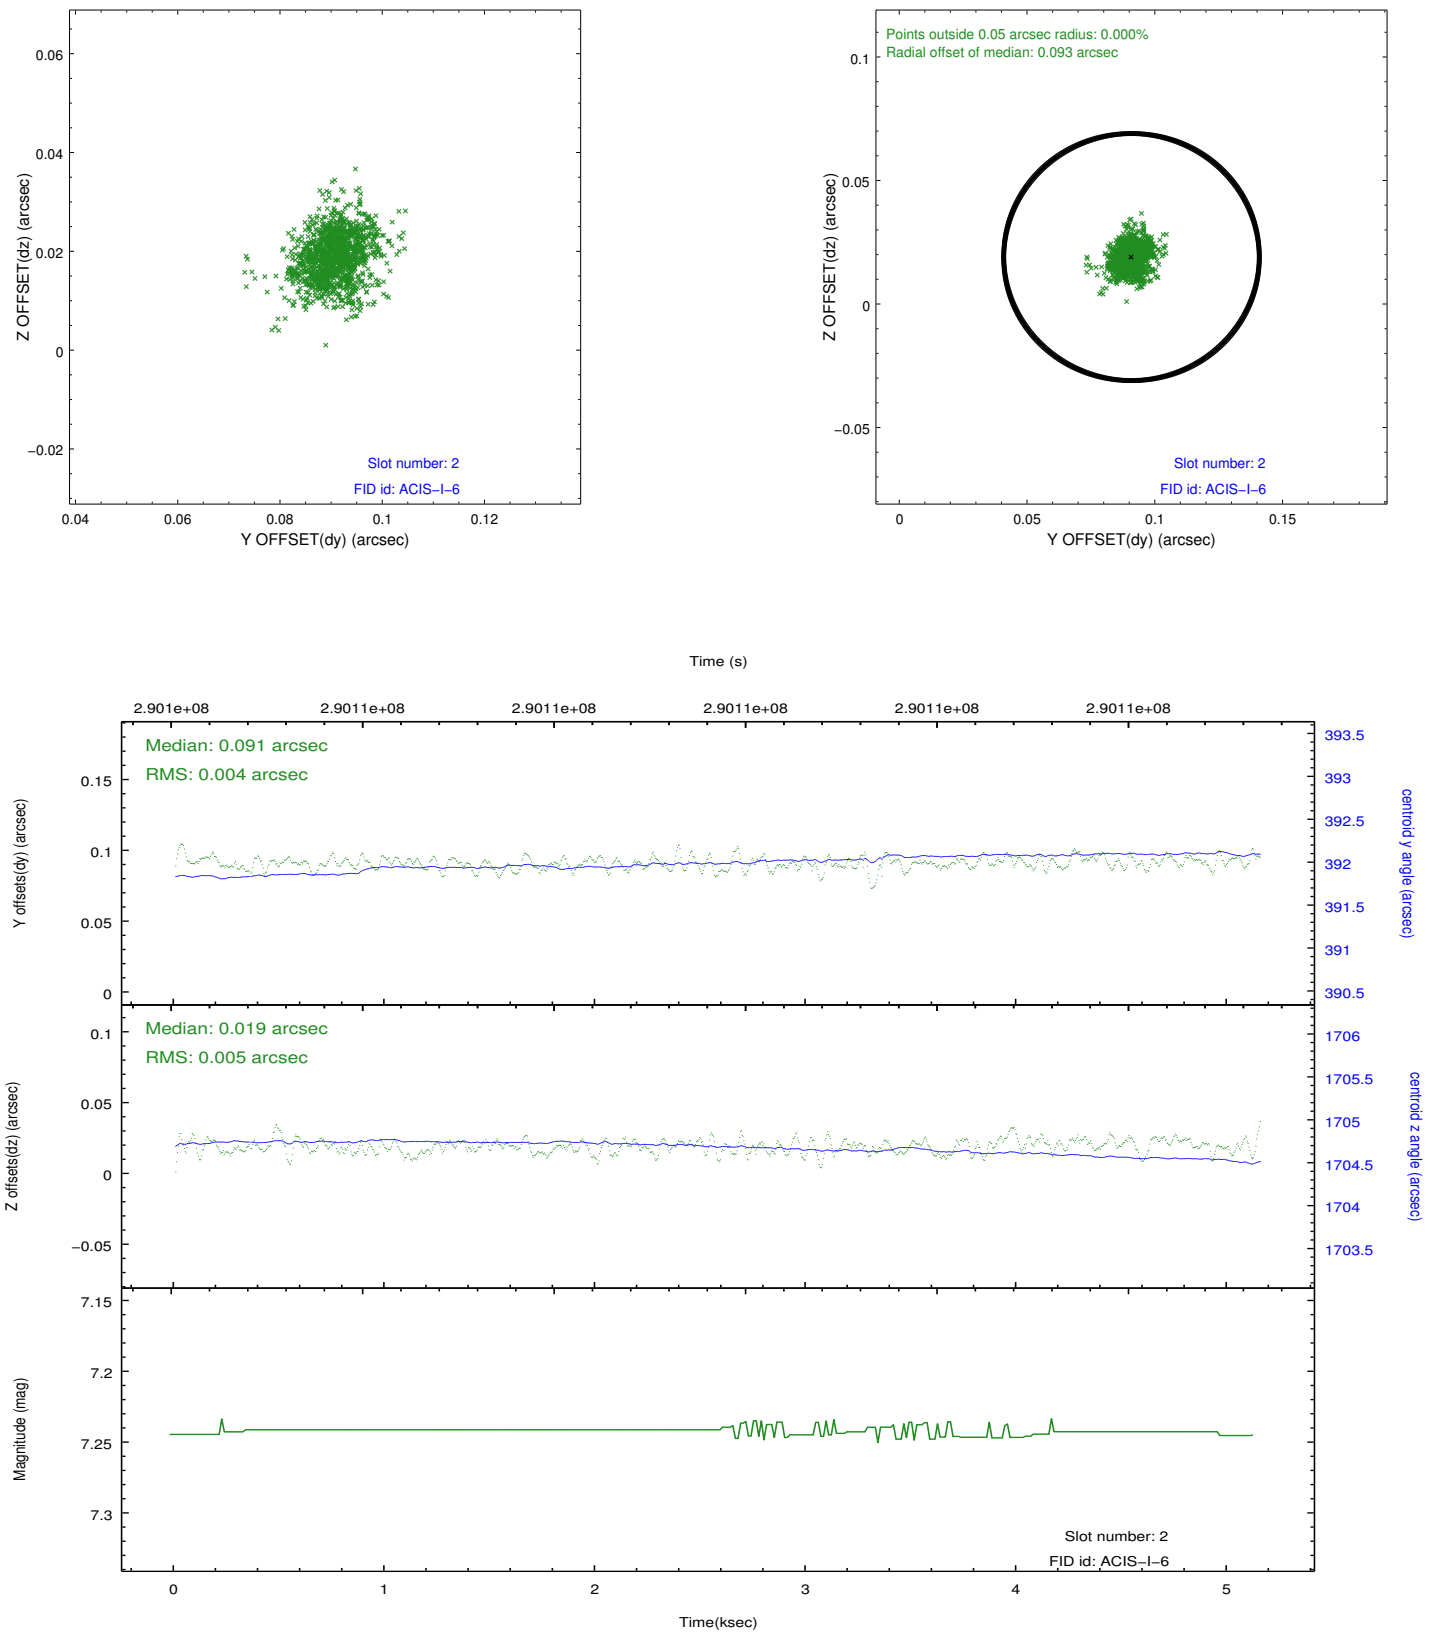 0.06
0.04
0.02
0
−0.02
Z OFFSET(dz) (arcsec)
Slot number: 2
FID id: ACIS−I−6
0.04
0.06
0.08
0.1
0.12
Y OFFSET(dy) (arcsec)
Points outside 0.05 arcsec radius: 0.000%
Radial offset of median: 0.093 arcsec
0.1
0.05
0
−0.05
Z OFFSET(dz) (arcsec)
Slot number: 2
FID id: ACIS−I−6
0
0.05
0.1
0.15
Y OFFSET(dy) (arcsec)
Time (s)
2.901e+08
2.9011e+08
2.9011e+08
2.9011e+08
2.9011e+08
2.9011e+08
Median: 0.091 arcsec
RMS: 0.004 arcsec
0.15
0.1
0.05
0
Y offsets(dy) (arcsec)
393.5
393
392.5
392
391.5
391
390.5
centroid y angle (arcsec)
Median: 0.019 arcsec
RMS: 0.005 arcsec
0.1
0.05
0
−0.05
Z offsets(dz) (arcsec)
1706
1705.5
1705
1704.5
1704
1703.5
centroid z angle (arcsec)
7.15
7.2
7.25
7.3
Magnitude (mag)
Slot number: 2
FID id: ACIS−I−6
0
1
2
3
4
5
Time(ksec)